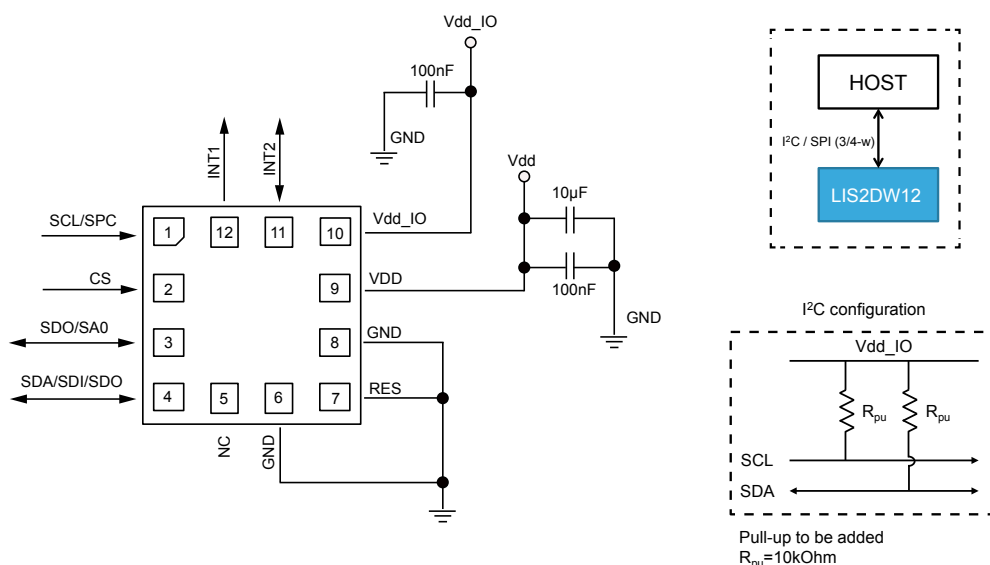 Vdd_IO
100nF
GND
INT1
INT2
Vdd
10µF
100nF
GND
SCL/SPC
CS
SDO/SA0
SDA/SDI/SDO
1
12
11
10
2
9
3
8
4
5
6
7
Vdd_IO
VDD
GND
RES
NC
GND
HOST
I²C / SPI (3/4-w)
LIS2DW12
I²C configuration
Vdd_IO
Rpu
Rpu
SCL
SDA
Pull-up to be added
Rpu=10kOhm